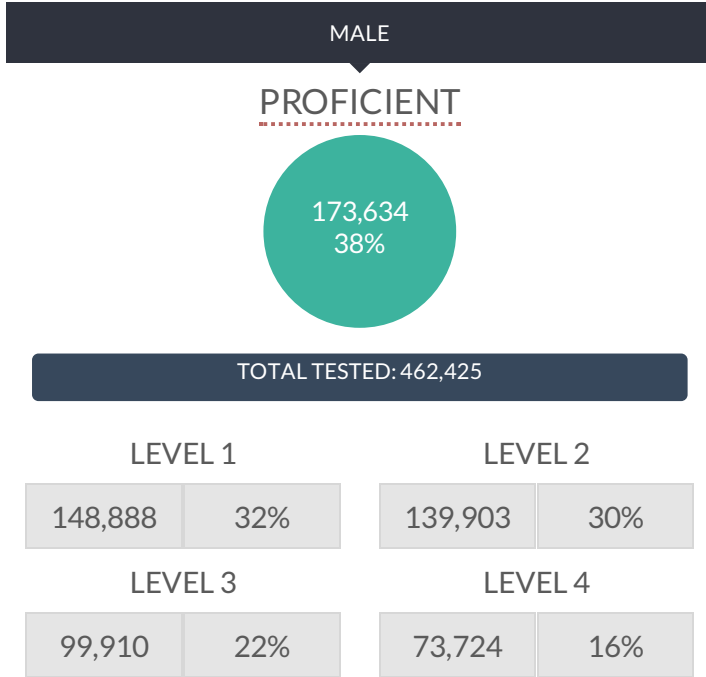 MALE
PROFICIENT
173,634
38%
TOTAL TESTED: 462,425
LEVEL 1 LEVEL 2
148,888 32% 139,903 30%
LEVEL 3 LEVEL 4
99,910 22% 73,724 16%